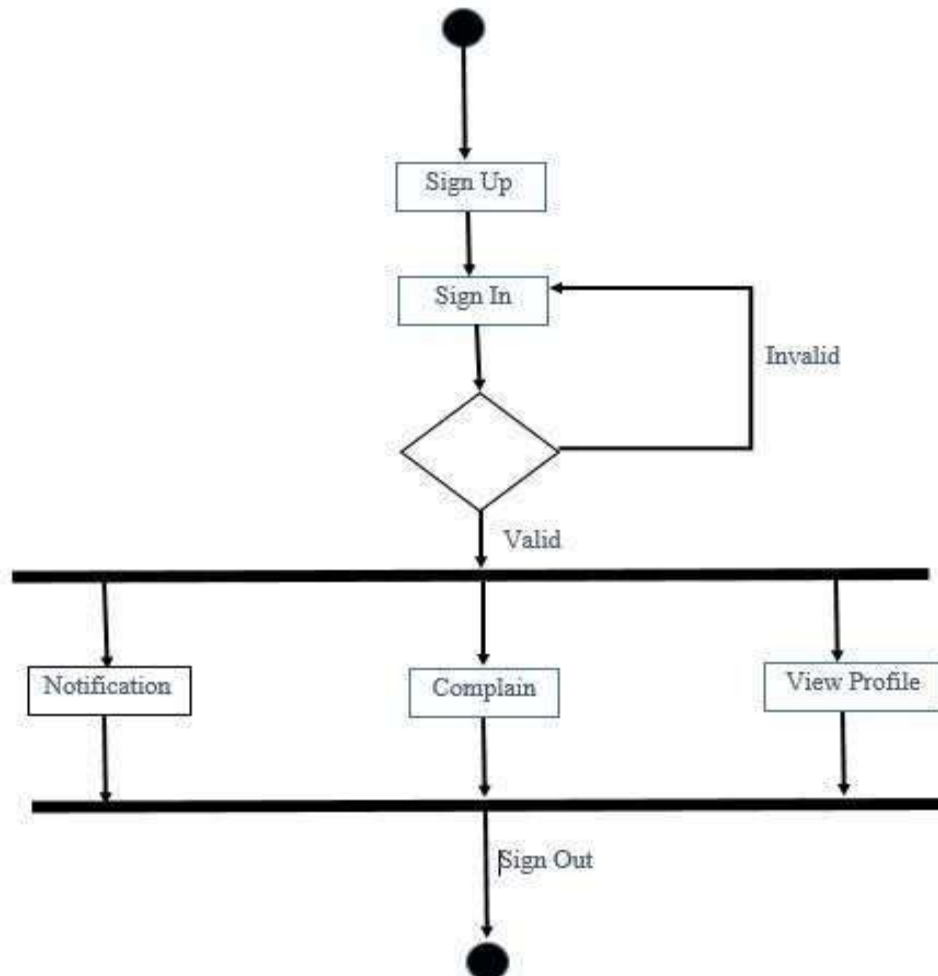 Sign Up
Sign In
Invalid
Valid
Notification
Complain
View Profile
Sign Out